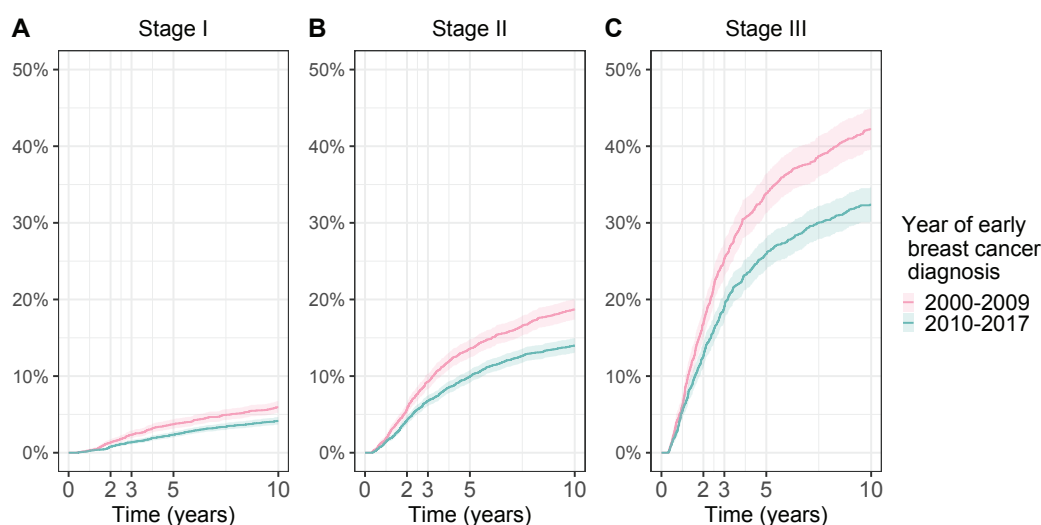 A Stage I
50%
40%
30%
20%
10%
0%
0 2 3 5 10
Time (years)
B Stage II
50%
40%
30%
20%
10%
0%
0 2 3 5 10
Time (years)
C Stage III
50%
40%
30%
20%
10%
0%
0 2 3 5 10
Time (years)
Year of early
breast cancer
diagnosis
2000-2009
2010-2017